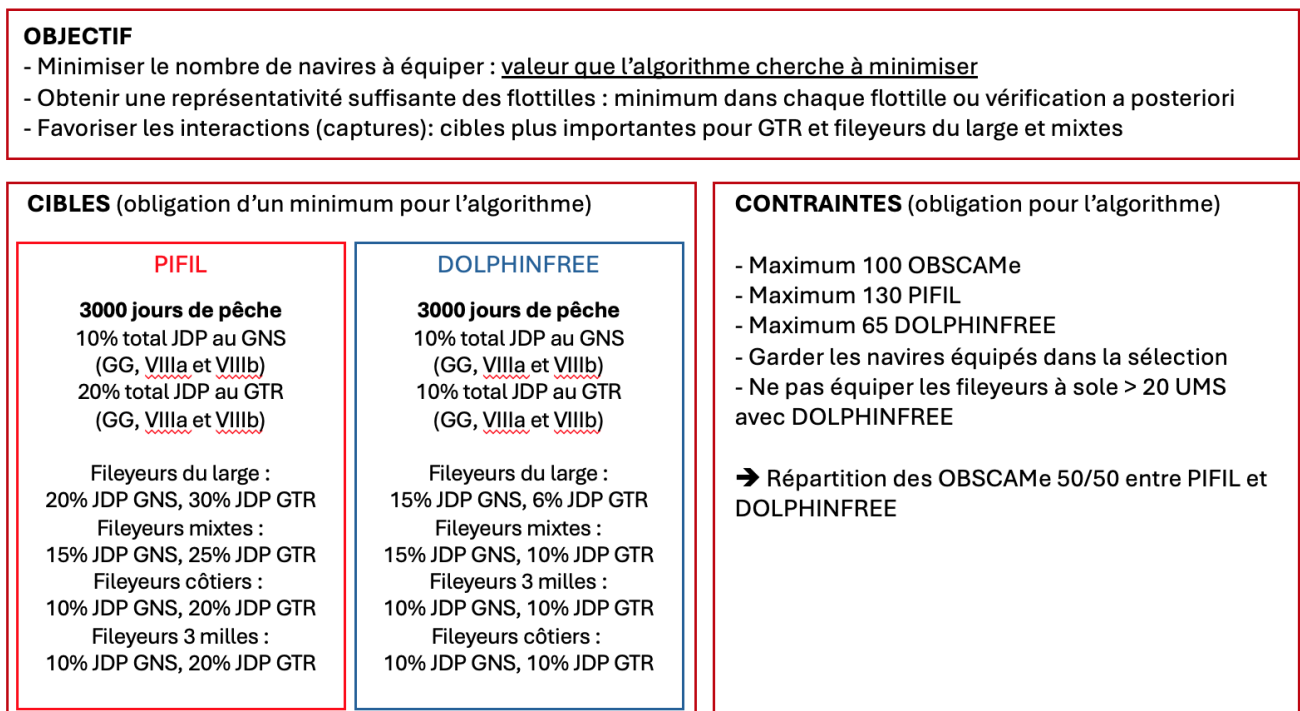 OBJECTIF
- Minimiser le nombre de navires à équiper : valeur que l'algorithme cherche à minimiser
- Obtenir une représentativité suffisante des flottilles : minimum dans chaque flottille ou vérification a posteriori
- Favoriser les interactions (captures): cibles plus importantes pour GTR et fileyeurs du large et mixtes
CIBLES (obligation d'un minimum pour l'algorithme)
PIFIL
3000 jours de pêche
10% total JDP au GNS
(GG, VIIIa et VIIIb)
20% total JDP au GTR
(GG, VIIIa et VIIIb)
Fileyeurs du large :
20% JDP GNS, 30% JDP GTR
Fileyeurs mixtes :
15% JDP GNS, 25% JDP GTR
Fileyeurs côtiers :
10% JDP GNS, 20% JDP GTR
Fileyeurs 3 milles :
10% JDP GNS, 20% JDP GTR
DOLPHINFREE
3000 jours de pêche
10% total JDP au GNS
(GG, VIIIa et VIIIb)
10% total JDP au GTR
(GG, VIIIa et VIIIb)
Fileyeurs du large :
15% JDP GNS, 6% JDP GTR
Fileyeurs mixtes :
15% JDP GNS, 10% JDP GTR
Fileyeurs 3 milles :
10% JDP GNS, 10% JDP GTR
Fileyeurs côtiers :
10% JDP GNS, 10% JDP GTR
CONTRAINTES (obligation pour l'algorithme)
- Maximum 100 OBSCAMe
- Maximum 130 PIFIL
- Maximum 65 DOLPHINFREE
- Garder les navires équipés dans la sélection
- Ne pas équiper les fileyeurs à sole > 20 UMS
avec DOLPHINFREE
➔ Répartition des OBSCAMe 50/50 entre PIFIL et
DOLPHINFREE